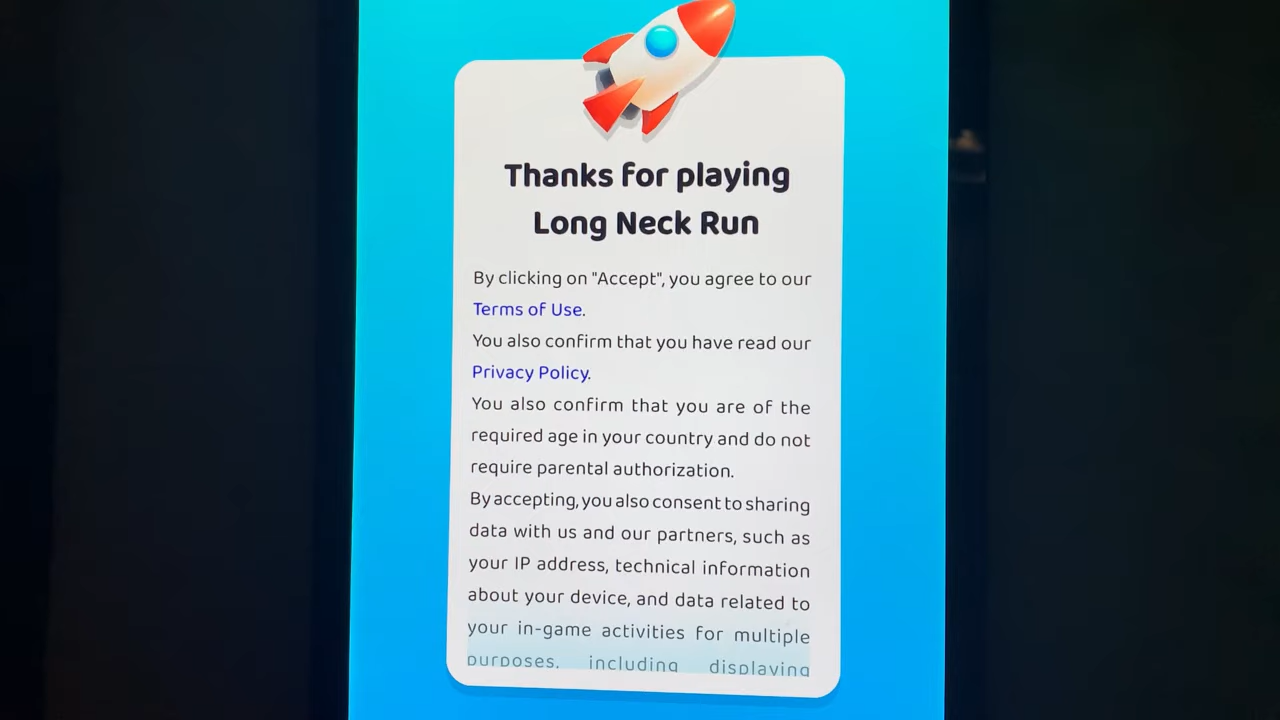 Thanks for playing
Long Neck Run
By clicking on "Accept", you agree to our
Terms of Use.
You also confirm that you have read our
Privacy Policy.
You also confirm that you are of the
required age in your country and do not
require parental authorization.
By accepting, you also consent to sharing
data with us and our partners, such as
your IP address, technical information
about your device, and data related to
your in-game activities for multiple
purposes, including displaying